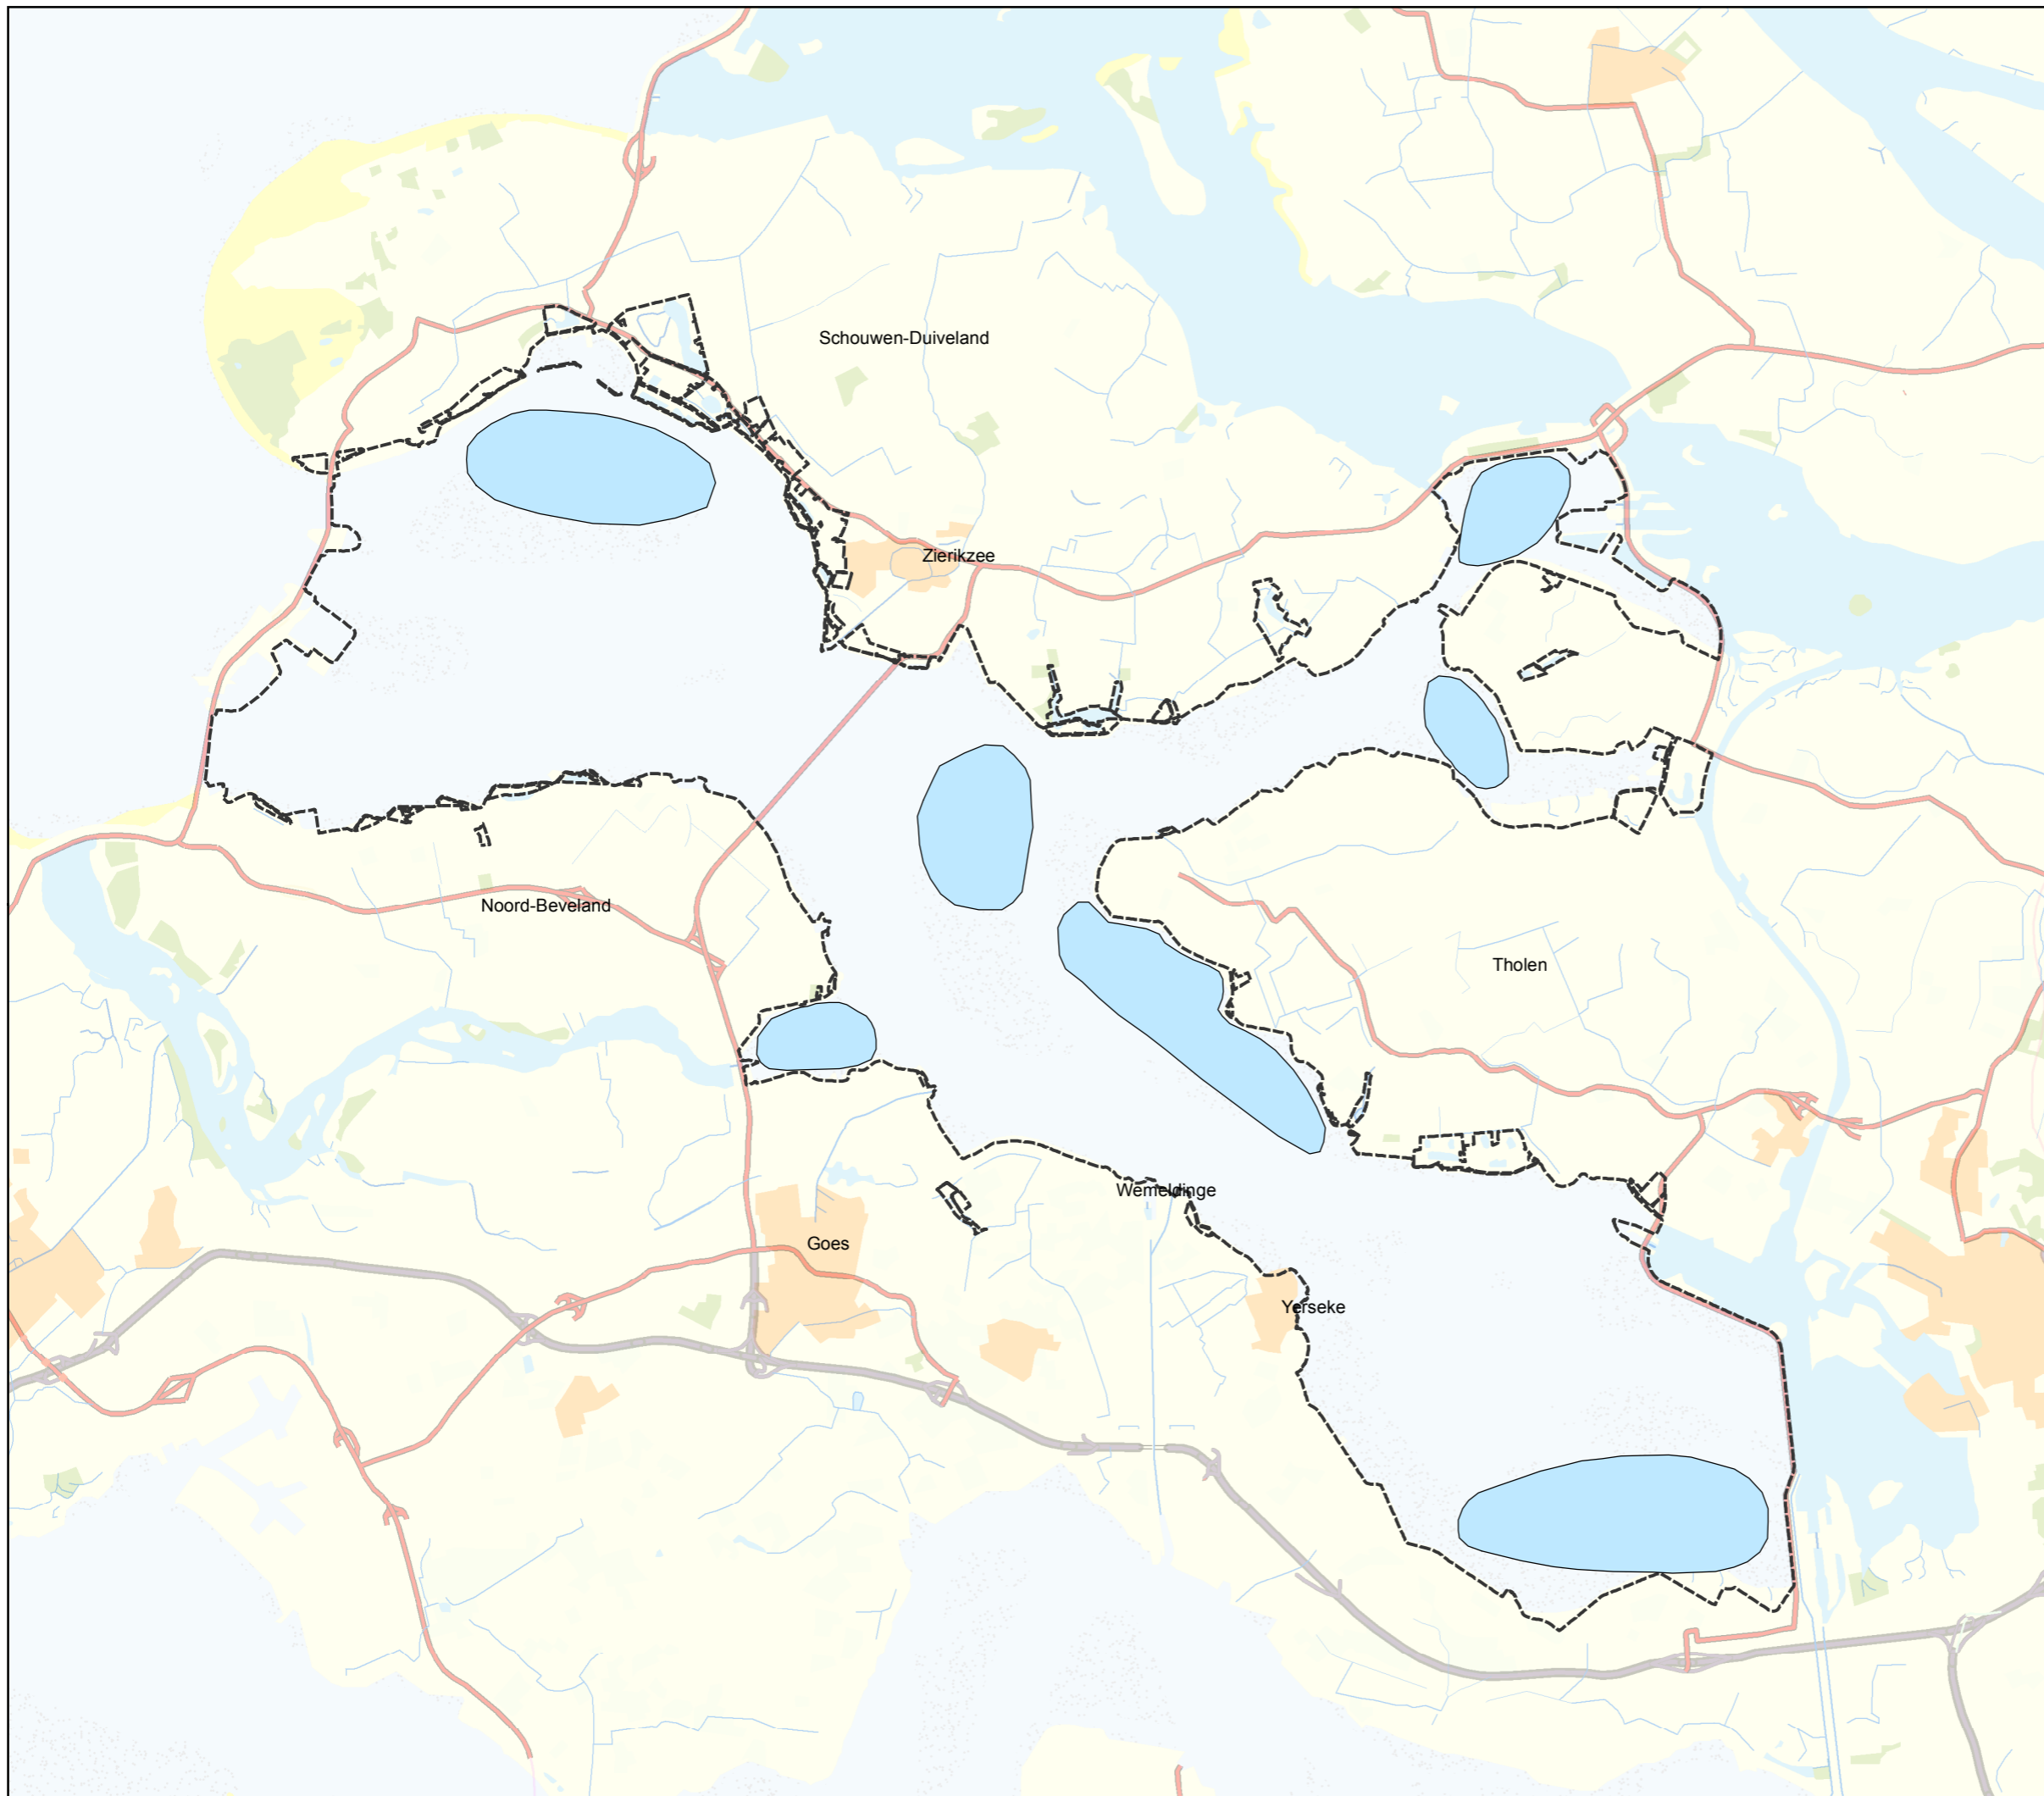 Schouwen-Duiveland
Zierikzee
Noord-Beveland
Tholen
Wemeldinge
Goes
Yerseke